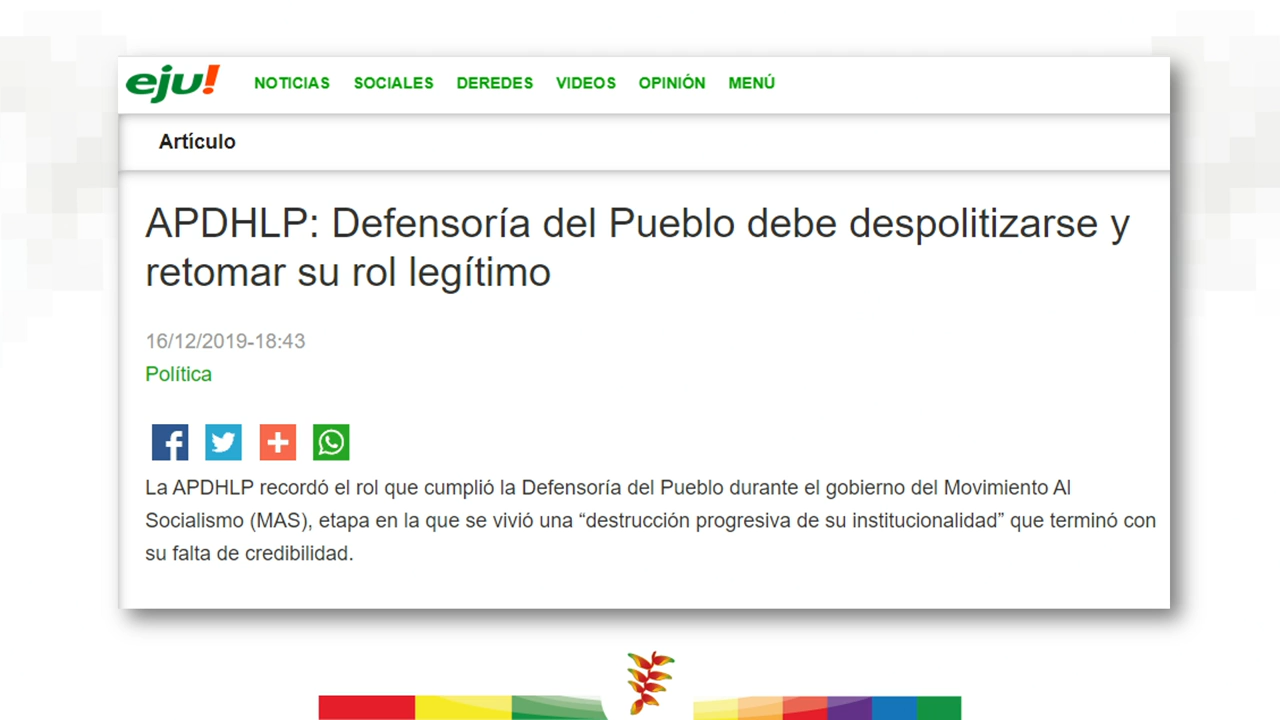 eju!
NOTICIAS SOCIALES DEREDES VIDEOS OPINIÓN MENÚ
Artículo
APDHLP: Defensoría del Pueblo debe despolitizarse y
retomar su rol legítimo
16/12/2019-18:43
Política
La APDHLP recordó el rol que cumplió la Defensoría del Pueblo durante el gobierno del Movimiento Al
Socialismo (MAS), etapa en la que se vivió una “destrucción progresiva de su institucionalidad” que terminó con
su falta de credibilidad.